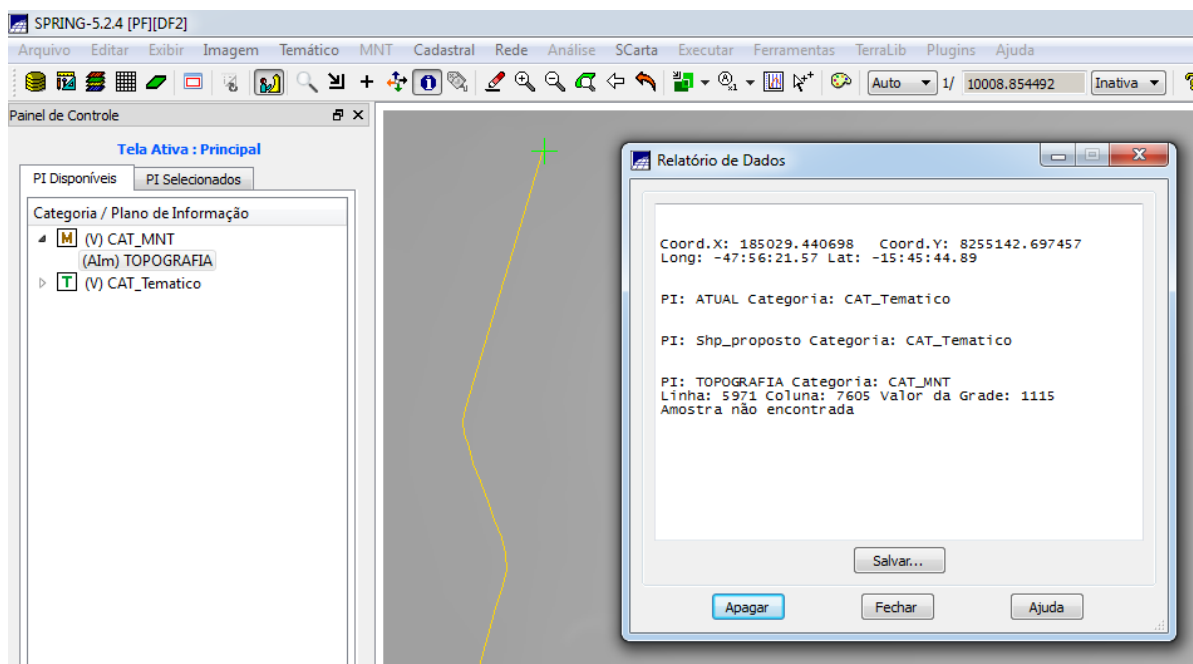 SPRING-5.2.4 [PF][DF2]
Arquivo Editar Exibir Imagem Temático MNT Cadastral Rede Análise SCarta Executar Ferramentas TerraLib Plugins Ajuda
Auto 1/ 10008.854492 Inativa
Painel de Controle
Tela Ativa : Principal
PI Disponíveis PI Selecionados
Categoria / Plano de Informação
M (V) CAT_MNT
(AIm) TOPOGRAFIA
T (V) CAT_Tematico
Relatório de Dados
Coord.X: 185029.440698 Coord.Y: 8255142.697457
Long: -47:56:21.57 Lat: -15:45:44.89
PI: ATUAL Categoria: CAT_Tematico
PI: Shp_proposto Categoria: CAT_Tematico
PI: TOPOGRAFIA Categoria: CAT_MNT
Linha: 5971 Coluna: 7605 Valor da Grade: 1115
Amostra não encontrada
Salvar...
Apagar Fechar Ajuda